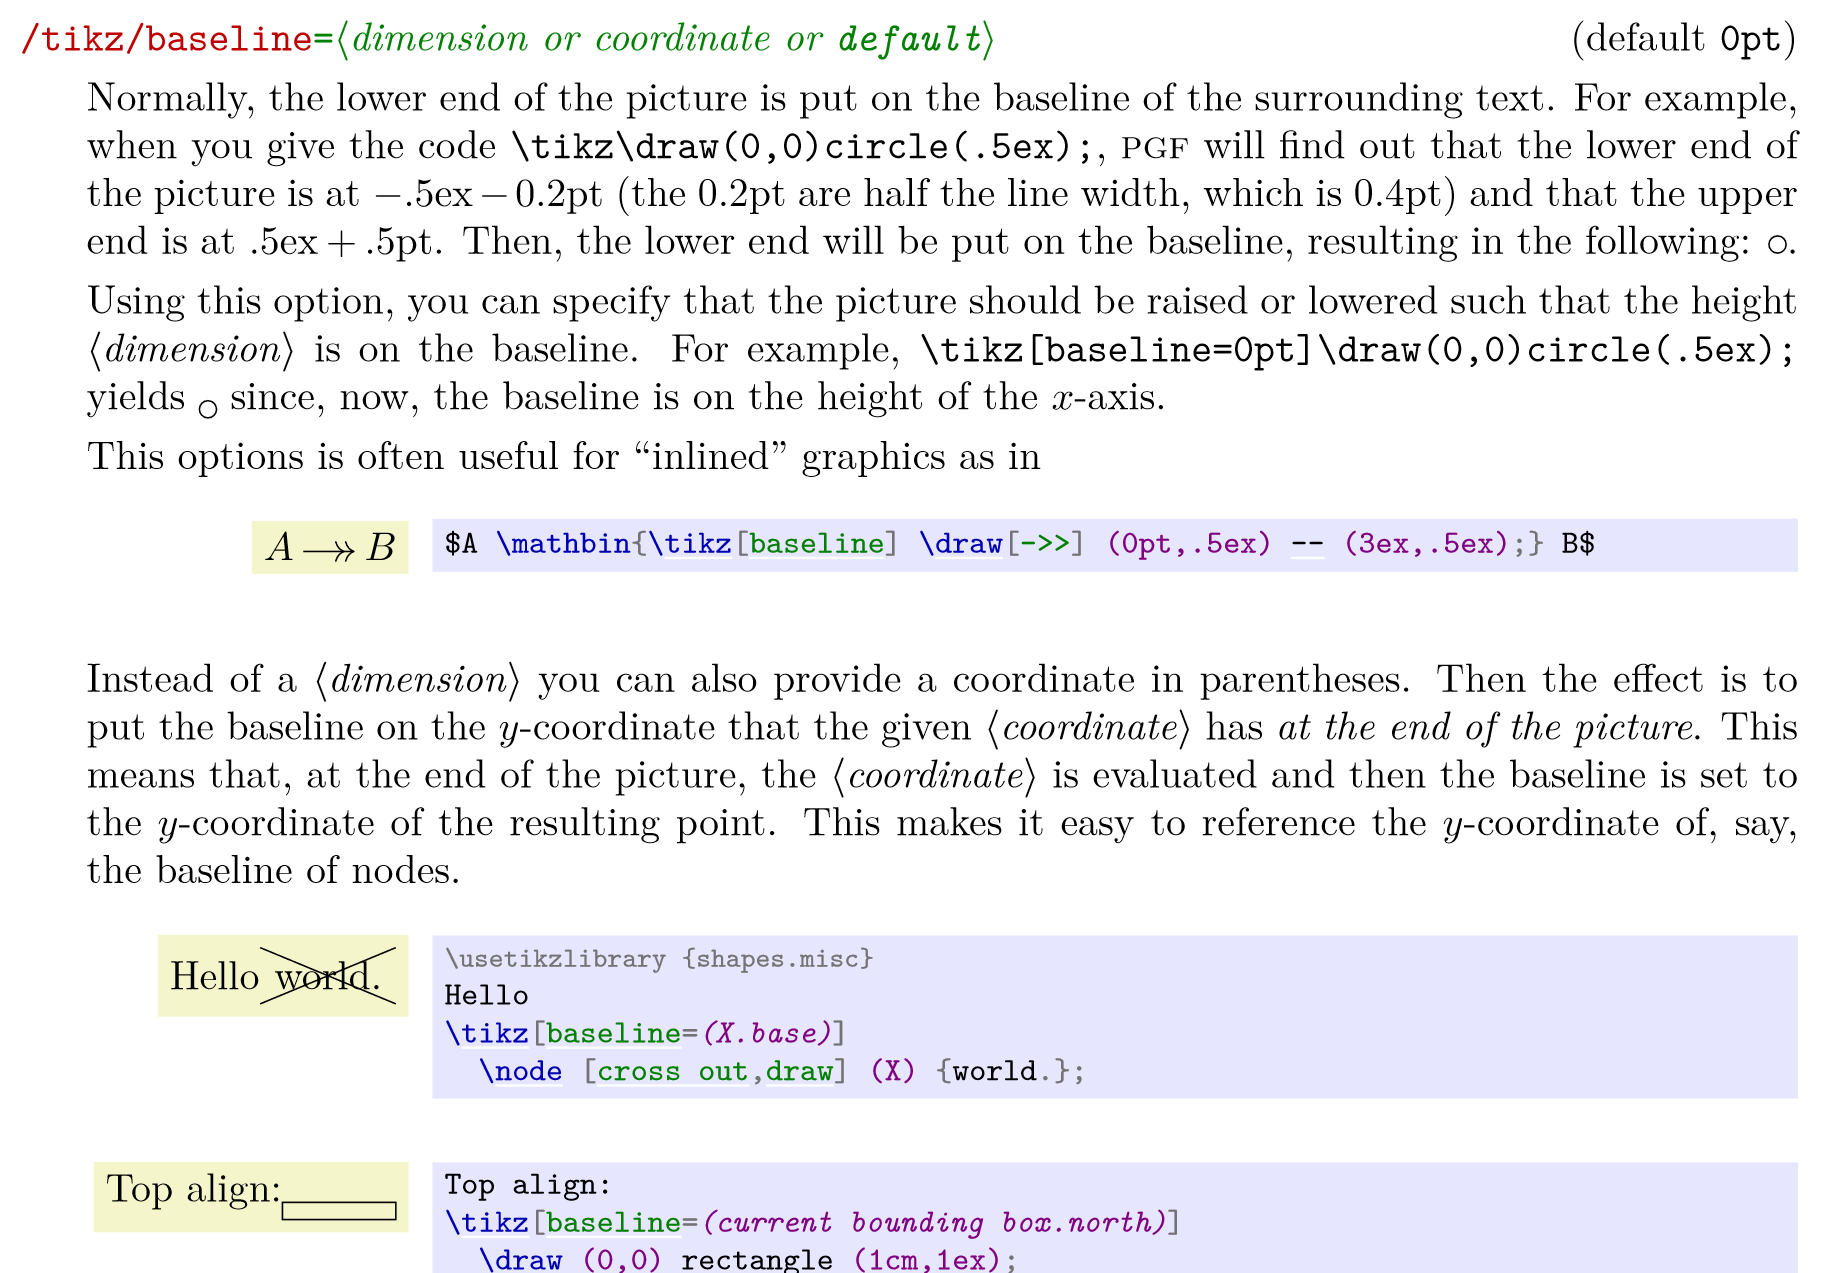 /tikz/baseline=⟨dimension or coordinate or default⟩ (default 0pt)
Normally, the lower end of the picture is put on the baseline of the surrounding text. For example,
when you give the code \tikz\draw(0,0)circle(.5ex);, PGF will find out that the lower end of
the picture is at −.5ex − 0.2pt (the 0.2pt are half the line width, which is 0.4pt) and that the upper
end is at .5ex + .5pt. Then, the lower end will be put on the baseline, resulting in the following: ○.
Using this option, you can specify that the picture should be raised or lowered such that the height
⟨dimension⟩ is on the baseline. For example, \tikz[baseline=0pt]\draw(0,0)circle(.5ex);
yields ○ since, now, the baseline is on the height of the x-axis.
This options is often useful for “inlined” graphics as in
A ↠ B
$A \mathbin{\tikz[baseline] \draw[->>] (0pt,.5ex) -- (3ex,.5ex);} B$
Instead of a ⟨dimension⟩ you can also provide a coordinate in parentheses. Then the effect is to
put the baseline on the y-coordinate that the given ⟨coordinate⟩ has at the end of the picture. This
means that, at the end of the picture, the ⟨coordinate⟩ is evaluated and then the baseline is set to
the y-coordinate of the resulting point. This makes it easy to reference the y-coordinate of, say,
the baseline of nodes.
Hello world.
\usetikzlibrary {shapes.misc}
Hello
\tikz[baseline=(X.base)]
\node [cross out,draw] (X) {world.};
Top align:
Top align:
\tikz[baseline=(current bounding box.north)]
\draw (0,0) rectangle (1cm,1ex);